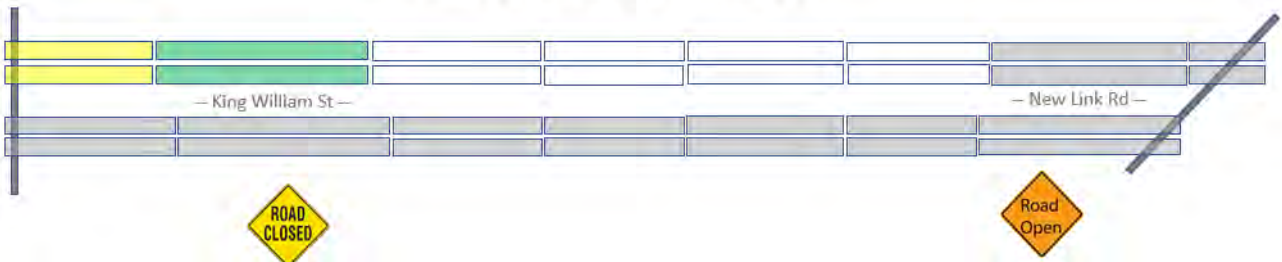 — King William St —
— New Link Rd —
ROAD
CLOSED
Road
Open